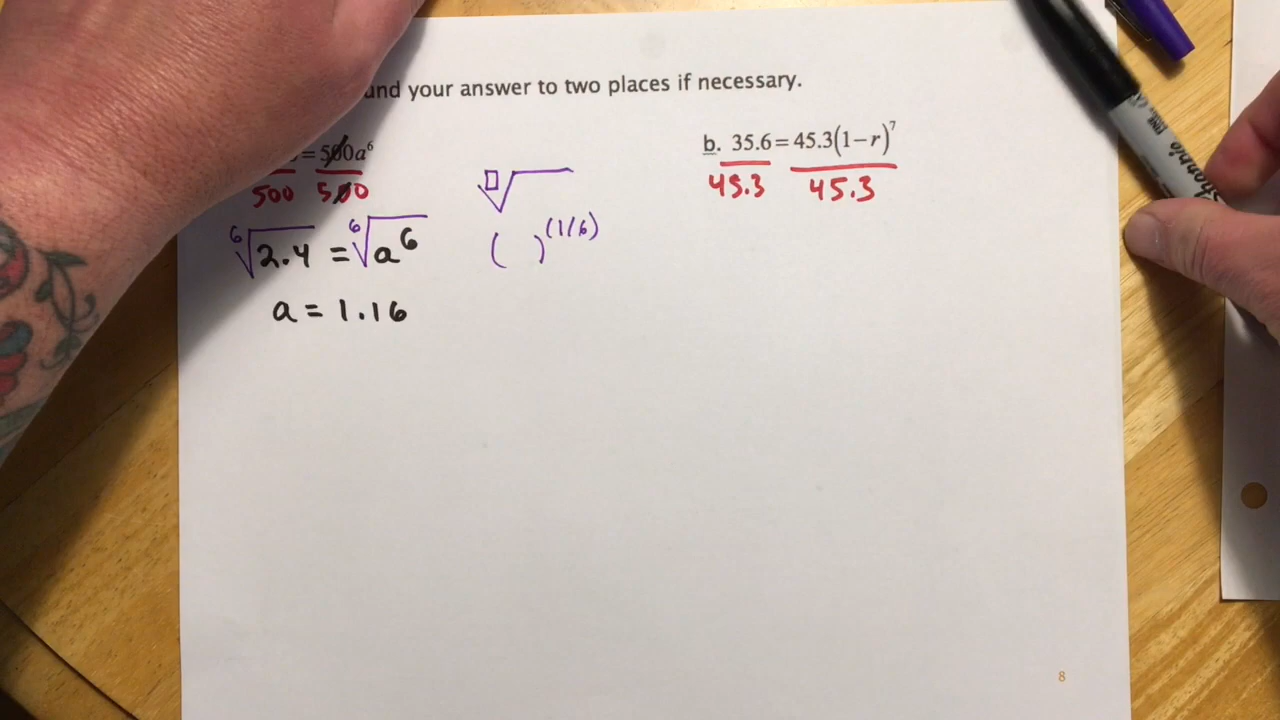 und your answer to two places if necessary.
= 500a⁶
500 500
⁶√2.4 = ⁶√a⁶
a = 1.16
√
( )^(1/6)
b. 35.6=45.3(1−r)⁷
45.3 45.3
8